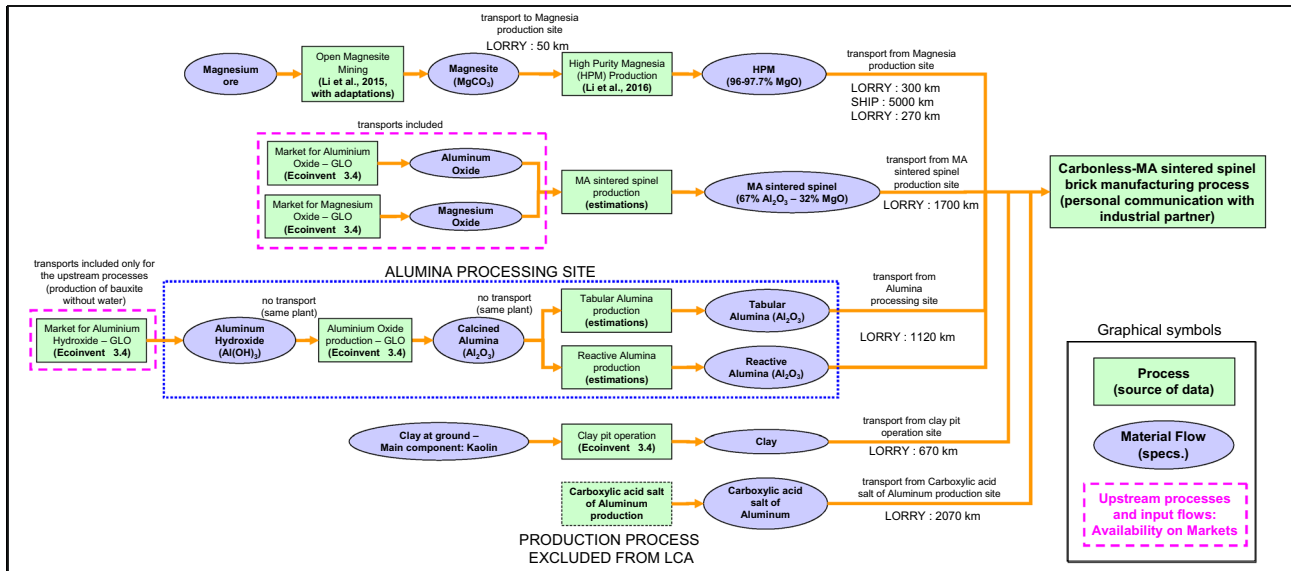 transport to Magnesia
production site
LORRY : 50 km
Magnesium
ore
Open Magnesite
Mining
(Li et al., 2015,
with adaptations)
Magnesite
(MgCO₃)
High Purity Magnesia
(HPM) Production
(Li et al., 2016)
HPM
(96-97.7% MgO)
transport from Magnesia
production site
LORRY : 300 km
SHIP : 5000 km
LORRY : 270 km
transports included
Market for Aluminium
Oxide – GLO
(Ecoinvent 3.4)
Aluminum
Oxide
Market for Magnesium
Oxide – GLO
(Ecoinvent 3.4)
Magnesium
Oxide
MA sintered spinel
production
(estimations)
MA sintered spinel
(67% Al₂O₃ – 32% MgO)
transport from MA
sintered spinel
production site
LORRY : 1700 km
Carbonless-MA sintered spinel
brick manufacturing process
(personal communication with
industrial partner)
transports included only for
the upstream processes
(production of bauxite
without water)
Market for Aluminium
Hydroxide – GLO
(Ecoinvent 3.4)
ALUMINA PROCESSING SITE
Aluminum
Hydroxide
(Al(OH)₃)
no transport
(same plant)
Aluminium Oxide
production – GLO
(Ecoinvent 3.4)
Calcined
Alumina
(Al₂O₃)
no transport
(same plant)
Tabular Alumina
production
(estimations)
Tabular
Alumina (Al₂O₃)
Reactive Alumina
production
(estimations)
Reactive
Alumina (Al₂O₃)
transport from
Alumina
processing site
LORRY : 1120 km
Clay at ground –
Main component: Kaolin
Clay pit operation
(Ecoinvent 3.4)
Clay
transport from clay pit
operation site
LORRY : 670 km
Carboxylic acid salt
of Aluminum
production
Carboxylic acid
salt of
Aluminum
transport from Carboxylic acid
salt of Aluminum production site
LORRY : 2070 km
PRODUCTION PROCESS
EXCLUDED FROM LCA
Graphical symbols
Process
(source of data)
Material Flow
(specs.)
Upstream processes
and input flows:
Availability on Markets